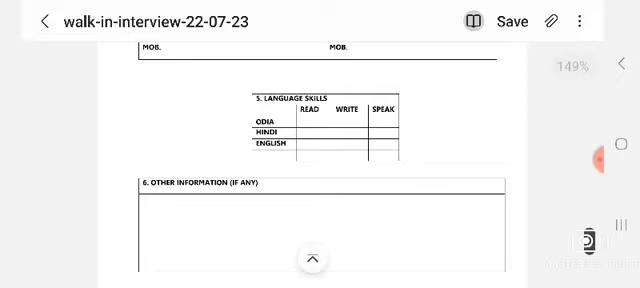 walk-in-interview-22-07-23
Save
MOB. MOB.
149%
5. LANGUAGE SKILLS
READ WRITE SPEAK
ODIA
HINDI
ENGLISH
6. OTHER INFORMATION (IF ANY)